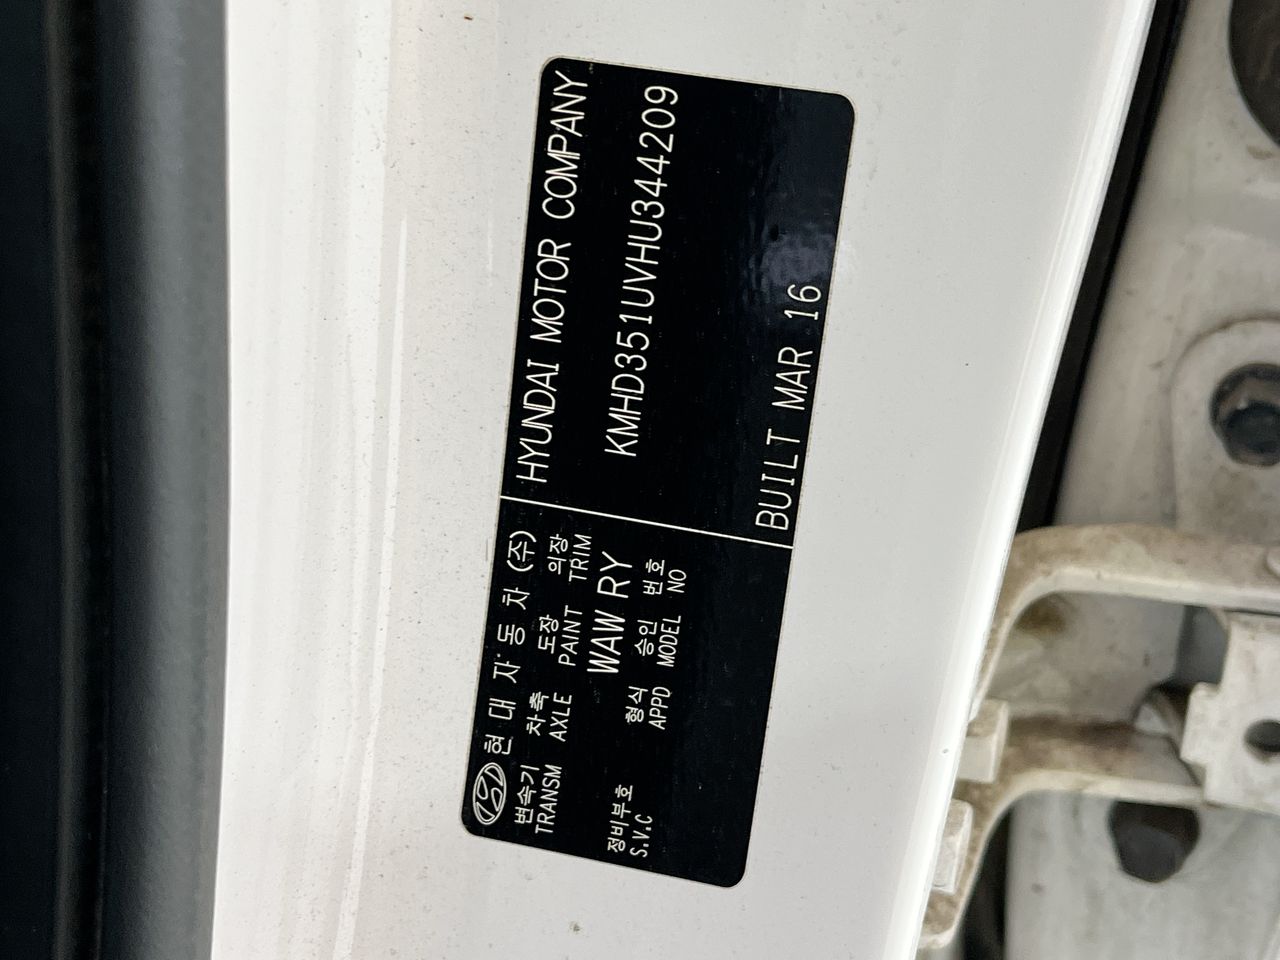 현대자동차(주)
변속기 차축 도장 의장
TRANSM AXLE PAINT TRIM
WAW RY
정비부호 형식 승인 번호
S.V.C APPD MODEL NO
HYUNDAI MOTOR COMPANY
KMHD351UVHU344209
BUILT MAR 16